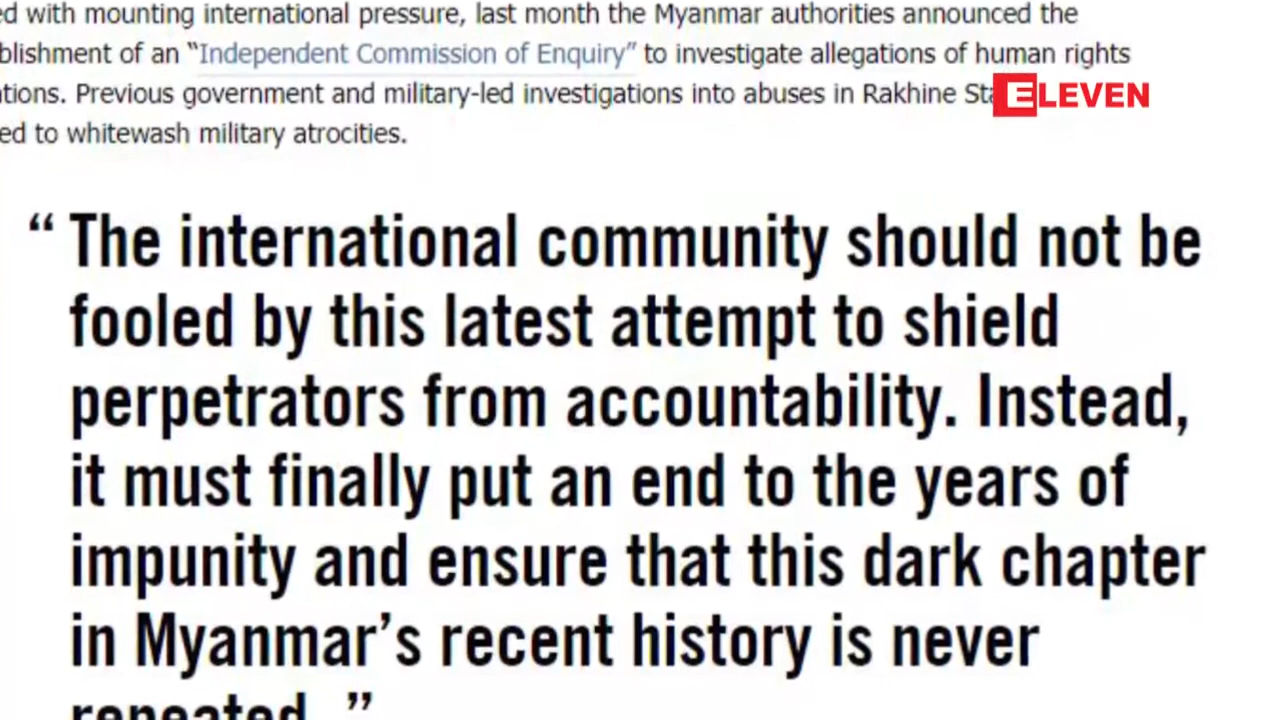 ed with mounting international pressure, last month the Myanmar authorities announced the
blishment of an “Independent Commission of Enquiry” to investigate allegations of human rights
tions. Previous government and military-led investigations into abuses in Rakhine Sta
ELEVEN
ed to whitewash military atrocities.
“ The international community should not be
fooled by this latest attempt to shield
perpetrators from accountability. Instead,
it must finally put an end to the years of
impunity and ensure that this dark chapter
in Myanmar’s recent history is never
repeated. ”